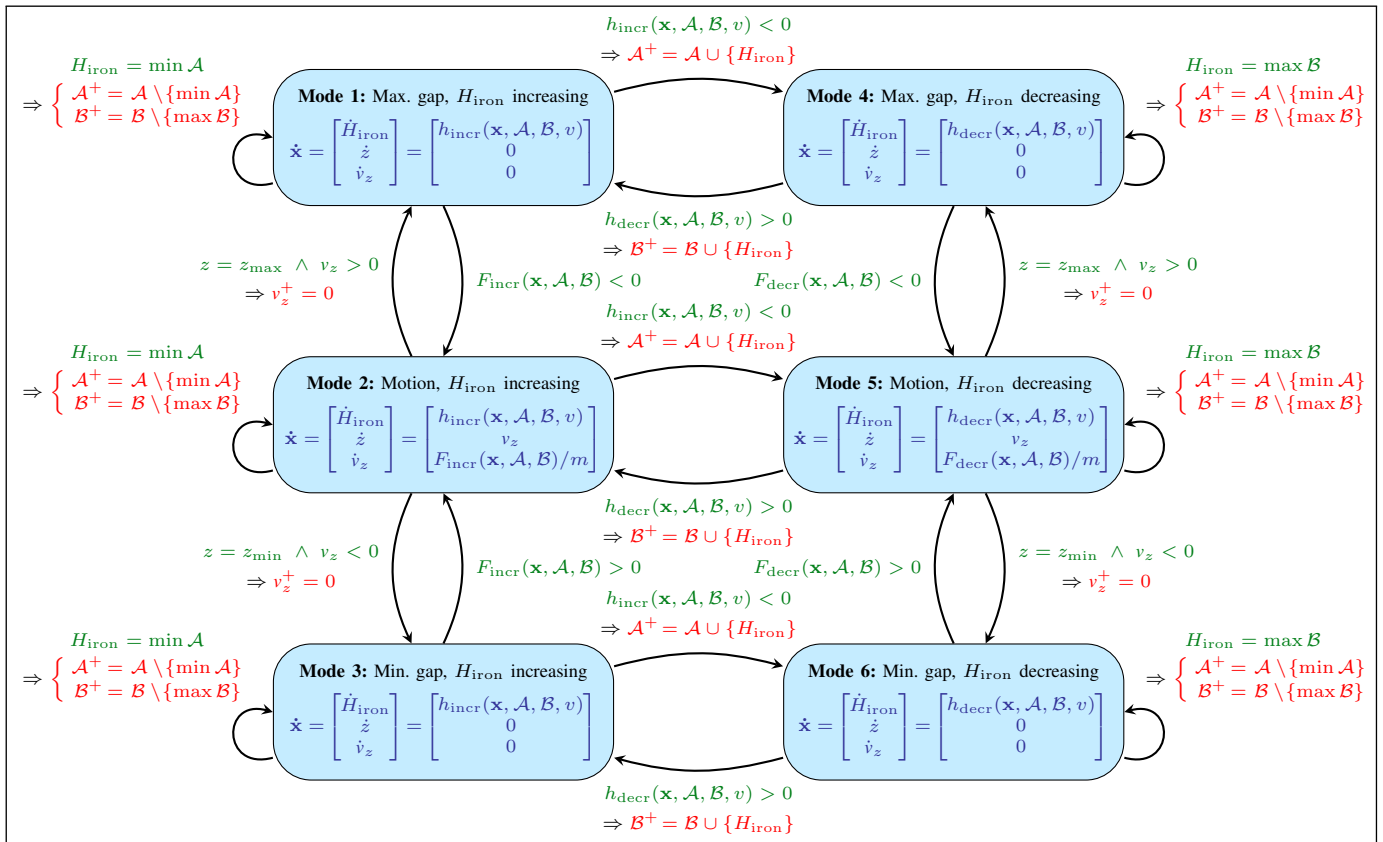 h_incr(x, A, B, v) < 0
⇒ A⁺ = A ∪ {H_iron}
H_iron = min A
⇒ { A⁺ = A \ {min A}
B⁺ = B \ {max B}
Mode 1: Max. gap, H_iron increasing
ẋ = [Ḣ_iron ż v̇_z] = [h_incr(x, A, B, v) 0 0]
Mode 4: Max. gap, H_iron decreasing
ẋ = [Ḣ_iron ż v̇_z] = [h_decr(x, A, B, v) 0 0]
H_iron = max B
⇒ { A⁺ = A \ {min A}
B⁺ = B \ {max B}
h_decr(x, A, B, v) > 0
⇒ B⁺ = B ∪ {H_iron}
z = z_max ∧ v_z > 0
⇒ v_z⁺ = 0
F_incr(x, A, B) < 0
F_decr(x, A, B) < 0
z = z_max ∧ v_z > 0
⇒ v_z⁺ = 0
h_incr(x, A, B, v) < 0
⇒ A⁺ = A ∪ {H_iron}
H_iron = min A
⇒ { A⁺ = A \ {min A}
B⁺ = B \ {max B}
Mode 2: Motion, H_iron increasing
ẋ = [Ḣ_iron ż v̇_z] = [h_incr(x, A, B, v) v_z F_incr(x, A, B)/m]
Mode 5: Motion, H_iron decreasing
ẋ = [Ḣ_iron ż v̇_z] = [h_decr(x, A, B, v) v_z F_decr(x, A, B)/m]
H_iron = max B
⇒ { A⁺ = A \ {min A}
B⁺ = B \ {max B}
h_decr(x, A, B, v) > 0
⇒ B⁺ = B ∪ {H_iron}
z = z_min ∧ v_z < 0
⇒ v_z⁺ = 0
F_incr(x, A, B) > 0
F_decr(x, A, B) > 0
z = z_min ∧ v_z < 0
⇒ v_z⁺ = 0
h_incr(x, A, B, v) < 0
⇒ A⁺ = A ∪ {H_iron}
H_iron = min A
⇒ { A⁺ = A \ {min A}
B⁺ = B \ {max B}
Mode 3: Min. gap, H_iron increasing
ẋ = [Ḣ_iron ż v̇_z] = [h_incr(x, A, B, v) 0 0]
Mode 6: Min. gap, H_iron decreasing
ẋ = [Ḣ_iron ż v̇_z] = [h_decr(x, A, B, v) 0 0]
H_iron = max B
⇒ { A⁺ = A \ {min A}
B⁺ = B \ {max B}
h_decr(x, A, B, v) > 0
⇒ B⁺ = B ∪ {H_iron}